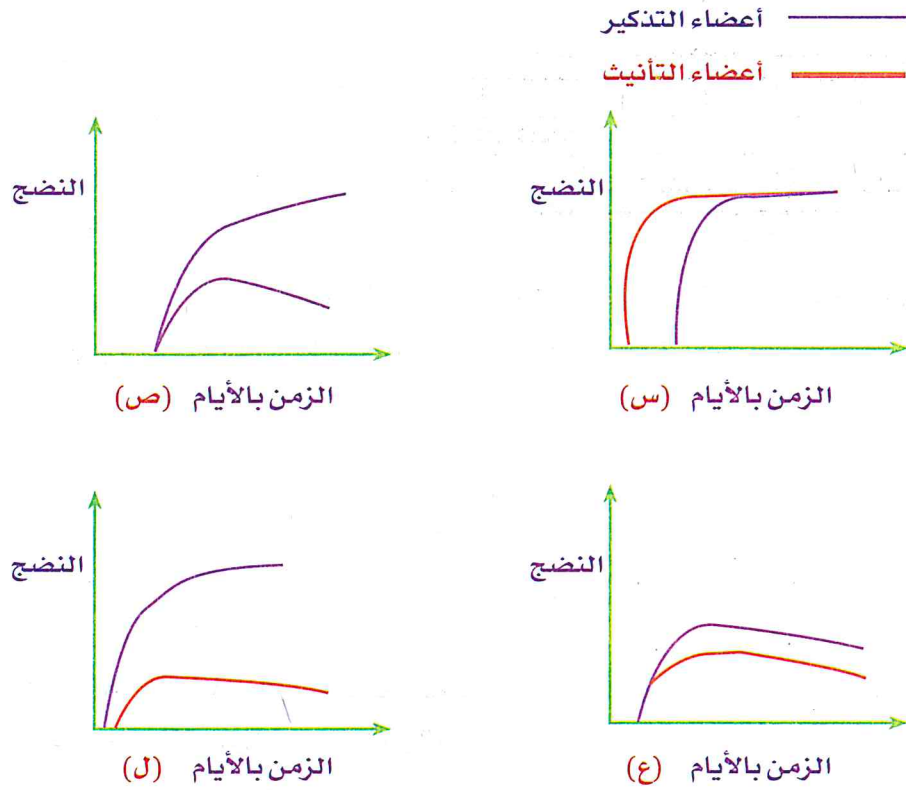 أعضاء التذكير
أعضاء التأنيث
النضج
الزمن بالأيام (س)
النضج
الزمن بالأيام (ص)
النضج
الزمن بالأيام (ع)
النضج
الزمن بالأيام (ل)